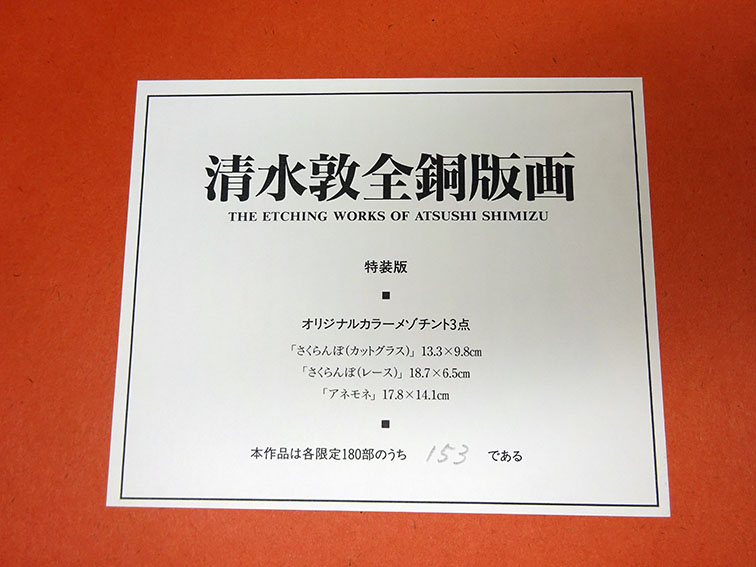 清水敦全銅版画
THE ETCHING WORKS OF ATSUSHI SHIMIZU
特装版
■
オリジナルカラーメゾチント3点
「さくらんぼ(カットグラス)」 13.3×9.8cm
「さくらんぼ(レース)」 18.7×6.5cm
「アネモネ」 17.8×14.1cm
■
本作品は各限定180部のうち 153 である